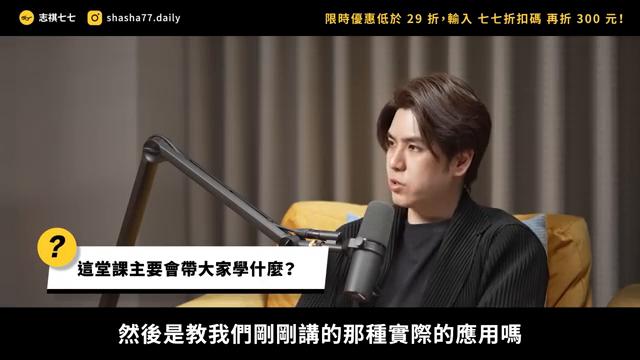 志祺七七
shasha77.daily
限時優惠低於 29 折，輸入 七七折扣碼 再折 300 元！
?
這堂課主要會帶大家學什麼？
然後是教我們剛剛講的那種實際的應用嗎